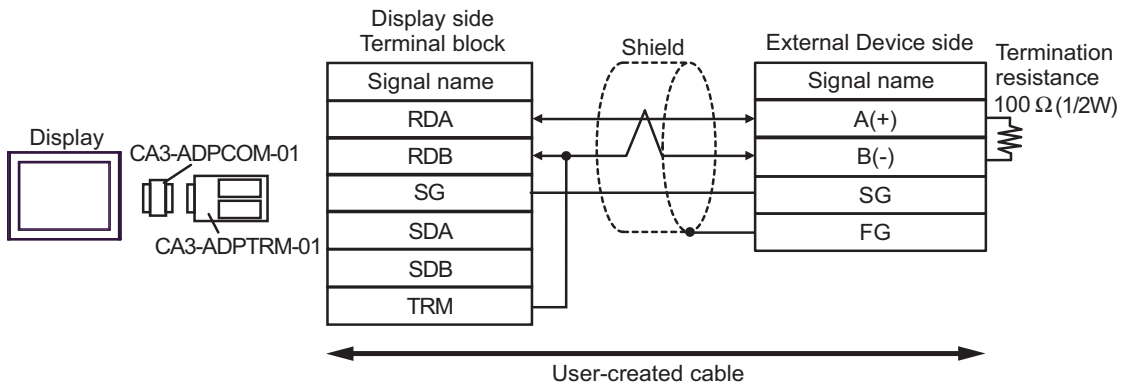 Display side
Terminal block
Shield
External Device side
Termination
resistance
100 Ω (1/2W)
Signal name
RDA
RDB
SG
SDA
SDB
TRM
Signal name
A(+)
B(-)
SG
FG
Display
CA3-ADPCOM-01
CA3-ADPTRM-01
User-created cable